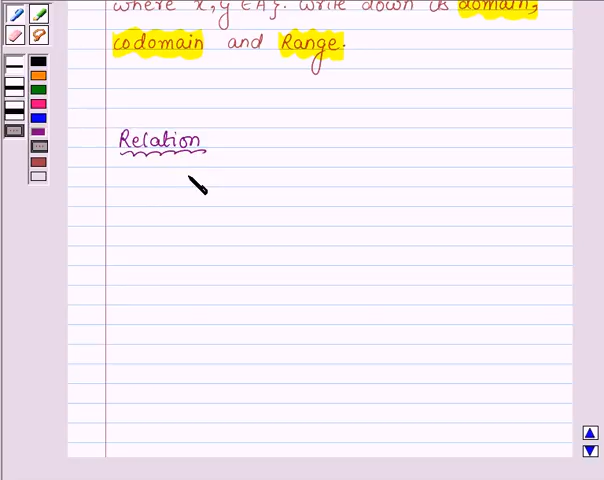 where x, y ∈ A}. Write down its domain,
codomain and Range.
Relation